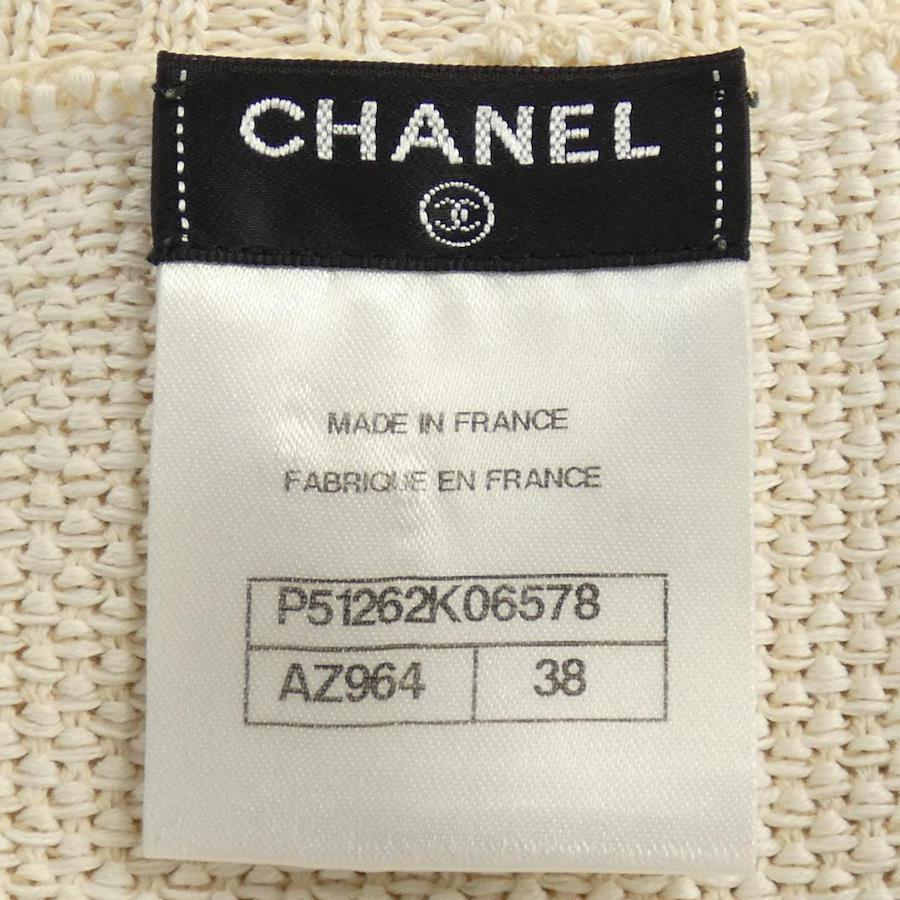 CHANEL
MADE IN FRANCE
FABRIQUE EN FRANCE
P51262K06578
AZ964 38